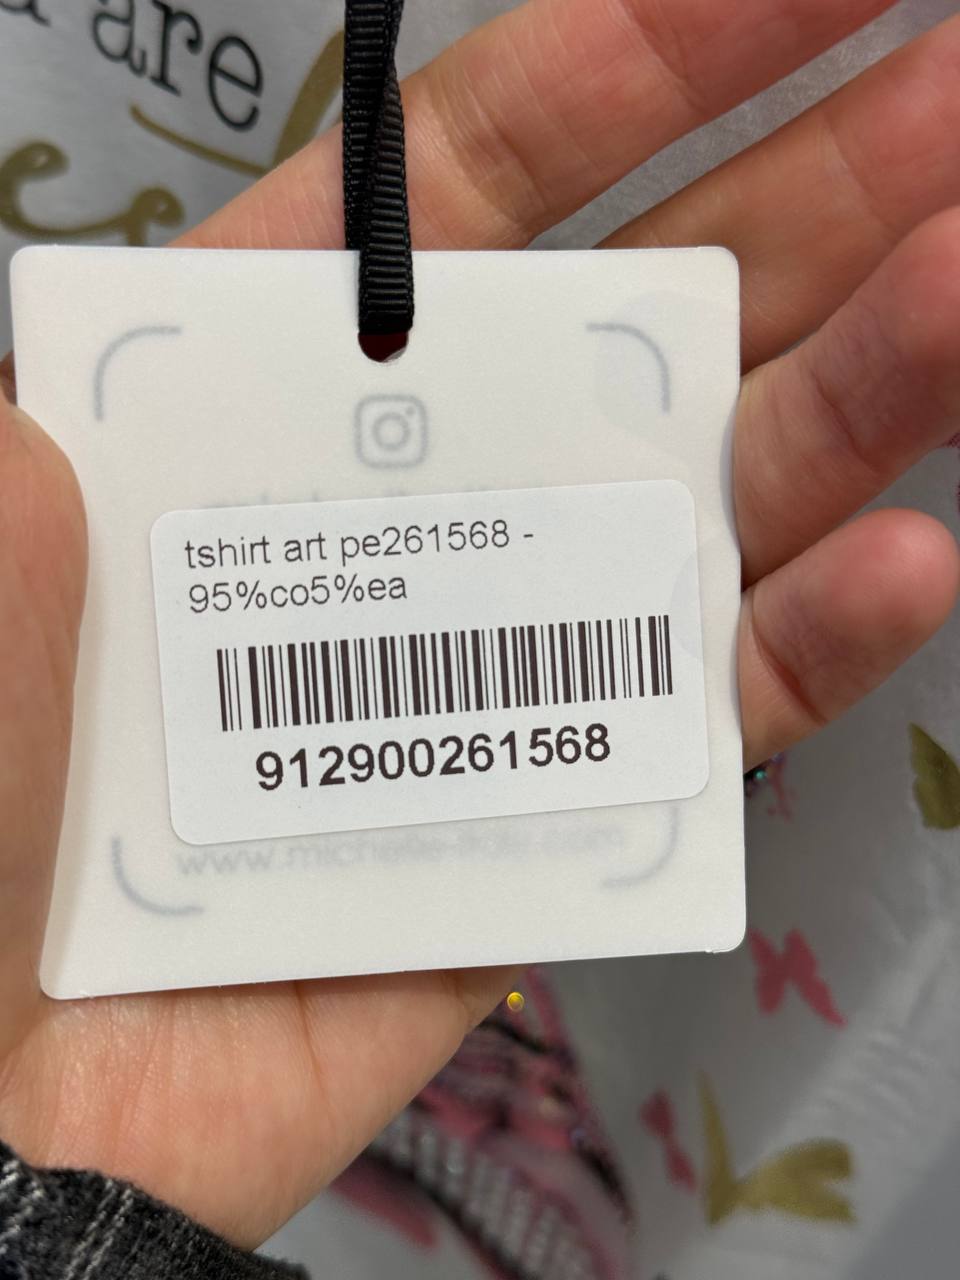 are
tshirt art pe261568 -
95%co5%ea
912900261568